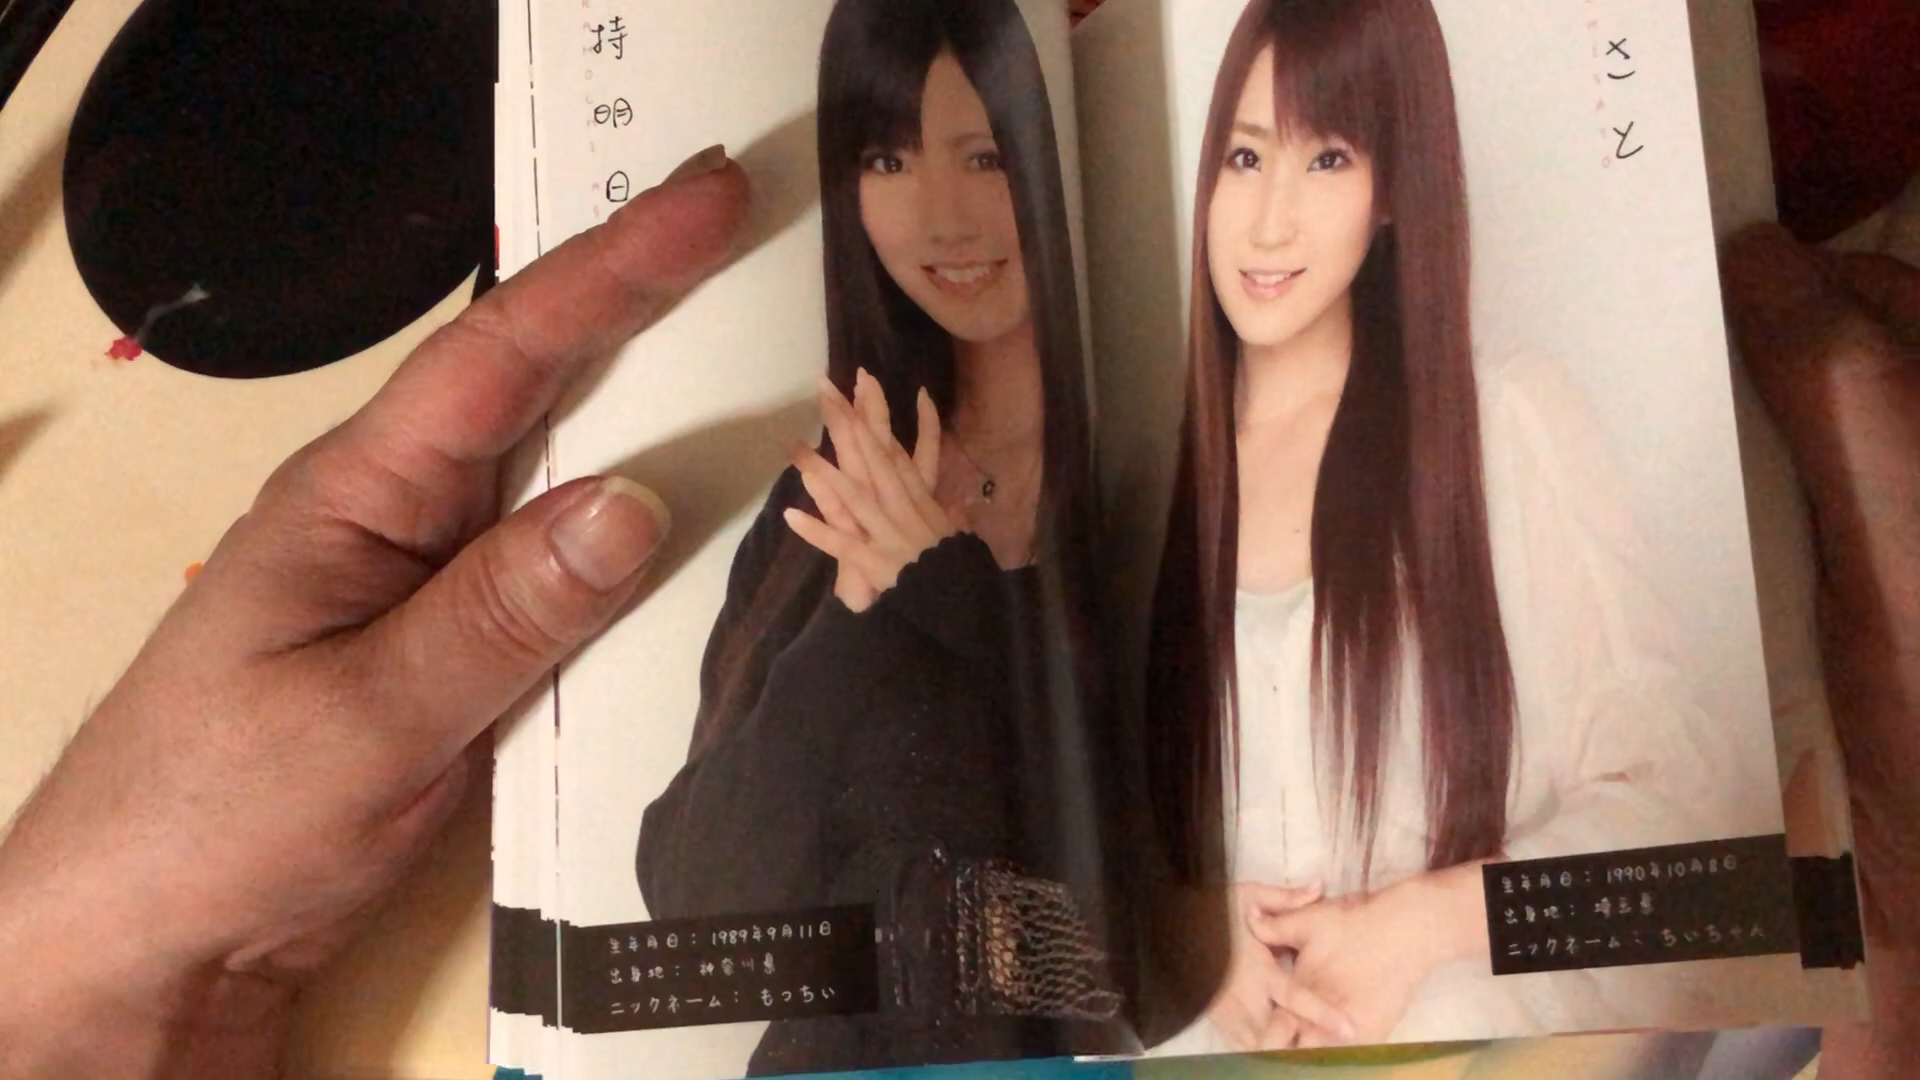 持明日
生年月日：1989年9月11日
出身地：神奈川県
ニックネーム：もっちぃ
さと
生年月日：1990年10月8日
出身地：埼玉県
ニックネーム：ちぃちゃん